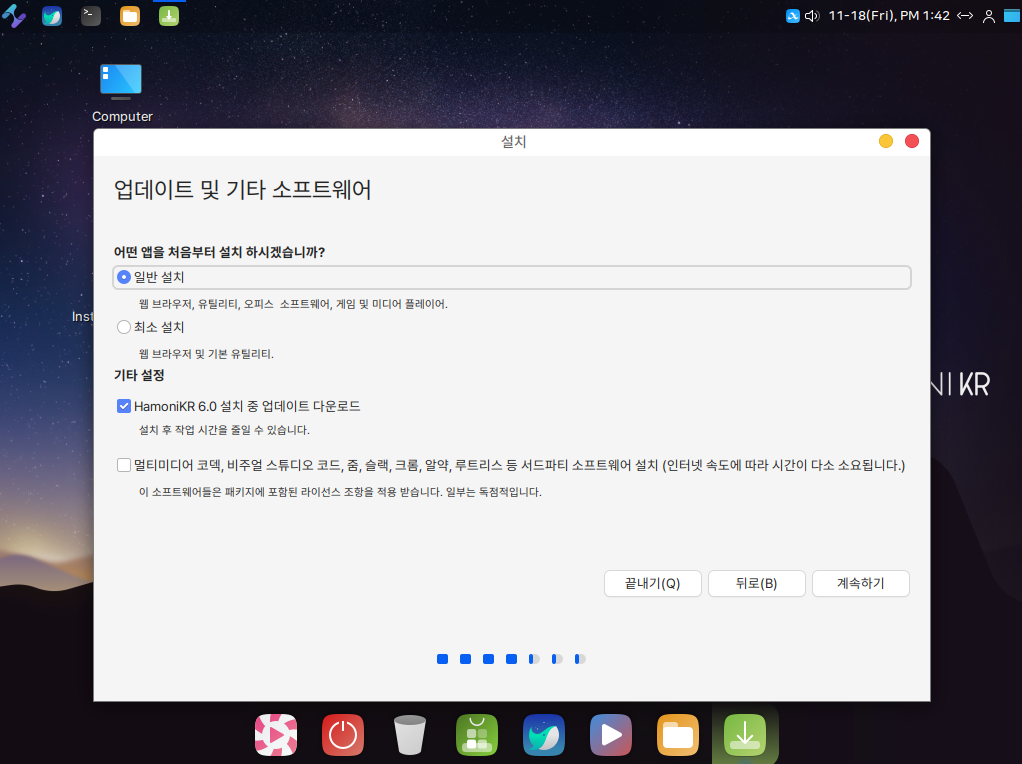 11-18(Fri), PM 1:42
Computer
설치
업데이트 및 기타 소프트웨어
어떤 앱을 처음부터 설치 하시겠습니까?
일반 설치
웹 브라우저, 유틸리티, 오피스 소프트웨어, 게임 및 미디어 플레이어.
Inst
최소 설치
웹 브라우저 및 기본 유틸리티.
기타 설정
NI KR
HamoniKR 6.0 설치 중 업데이트 다운로드
설치 후 작업 시간을 줄일 수 있습니다.
멀티미디어 코덱, 비주얼 스튜디오 코드, 줌, 슬랙, 크롬, 알약, 루트리스 등 서드파티 소프트웨어 설치 (인터넷 속도에 따라 시간이 다소 소요됩니다.)
이 소프트웨어들은 패키지에 포함된 라이선스 조항을 적용 받습니다. 일부는 독점적입니다.
끝내기(Q)
뒤로(B)
계속하기